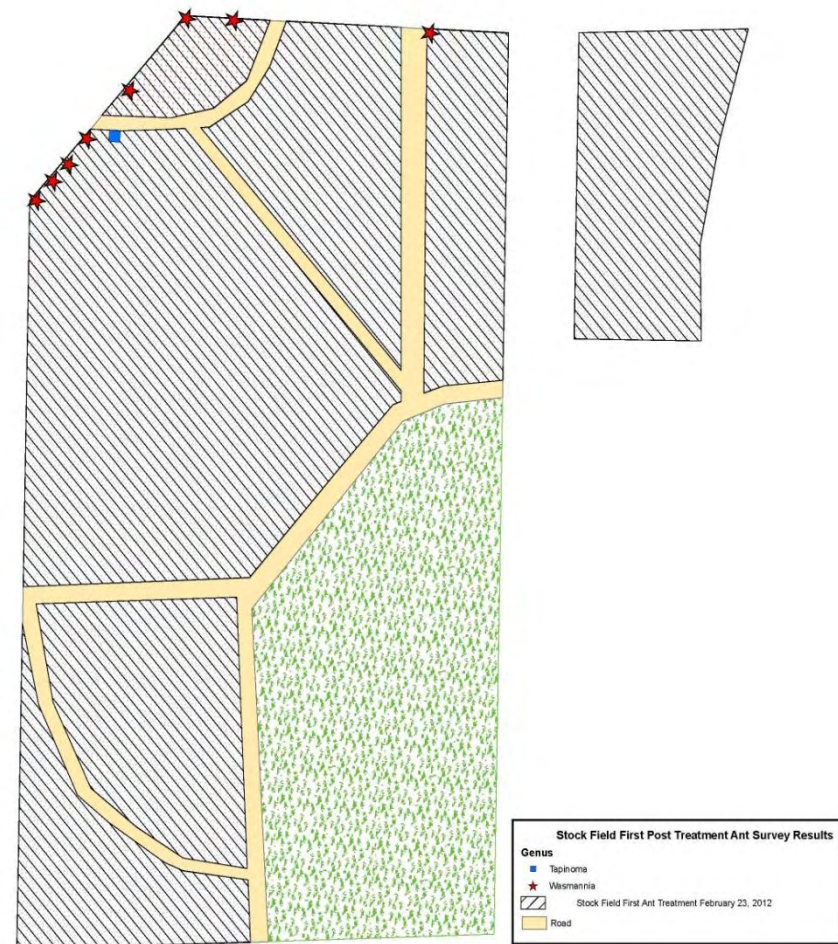 Stock Field First Post Treatment Ant Survey Results
Genus
Tapinoma
Wasmannia
Stock Field First Ant Treatment February 23, 2012
Road